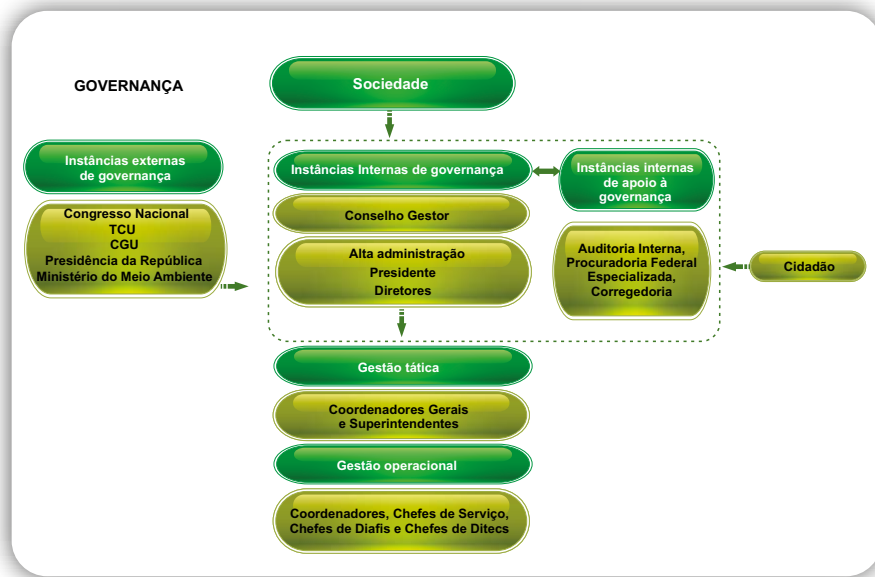 GOVERNANÇA
Sociedade
Instâncias externas
de governança
Congresso Nacional
TCU
CGU
Presidência da República
Ministério do Meio Ambiente
Instâncias Internas de governança
Conselho Gestor
Alta administração
Presidente
Diretores
Instâncias internas
de apoio à
governança
Auditoria Interna,
Procuradoria Federal
Especializada,
Corregedoria
Cidadão
Gestão tática
Coordenadores Gerais
e Superintendentes
Gestão operacional
Coordenadores, Chefes de Serviço,
Chefes de Diafis e Chefes de Ditecs